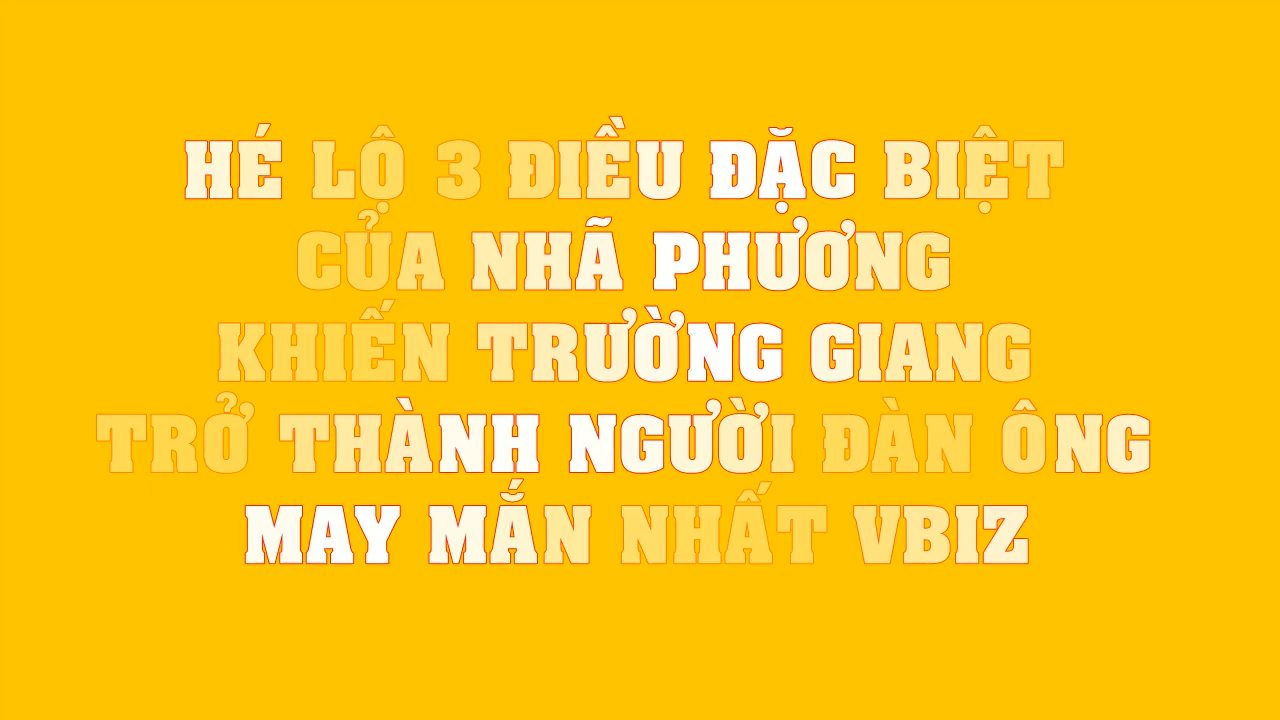 HÉ LỘ 3 ĐIỀU ĐẶC BIỆT
CỦA NHÃ PHƯƠNG
KHIẾN TRƯỜNG GIANG
TRỞ THÀNH NGƯỜI ĐÀN ÔNG
MAY MẮN NHẤT VBIZ